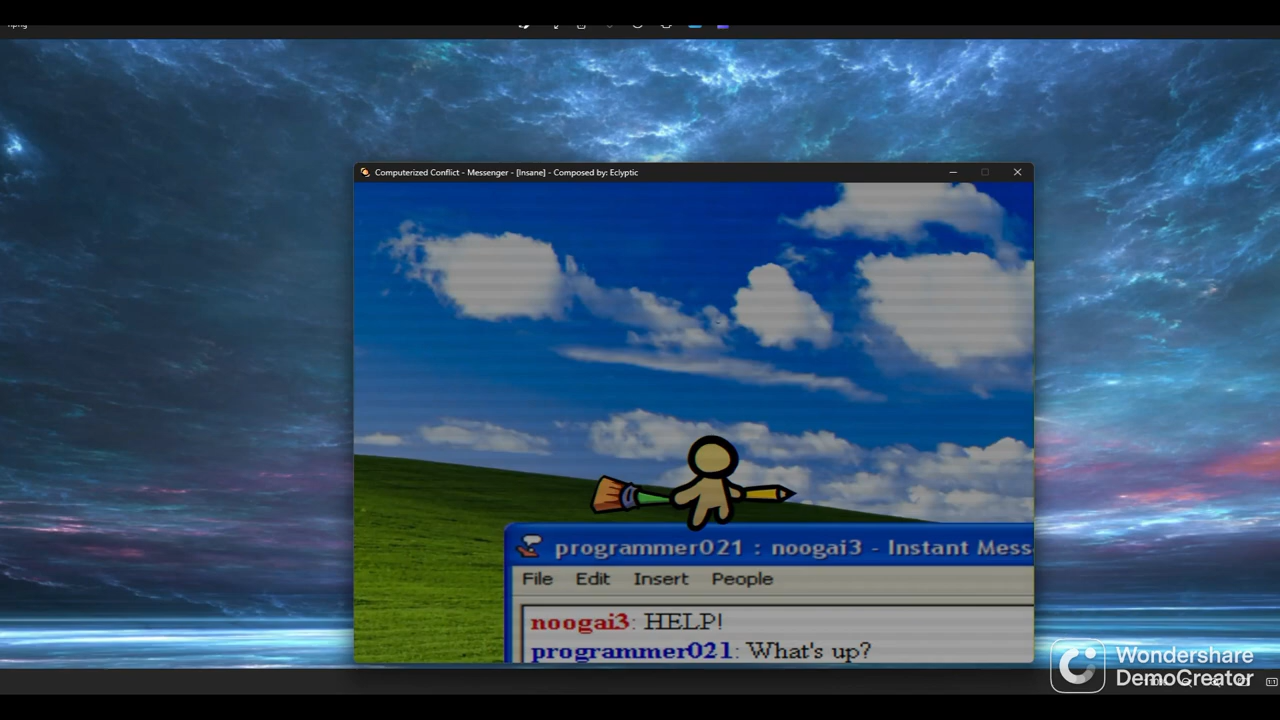 Computerized Conflict - Messenger - [Insane] - Composed by: Eclyptic
programmer021 : noogai3 - Instant Mess
File Edit Insert People
noogai3: HELP!
programmer021: What's up?
Wondershare
DemoCreator